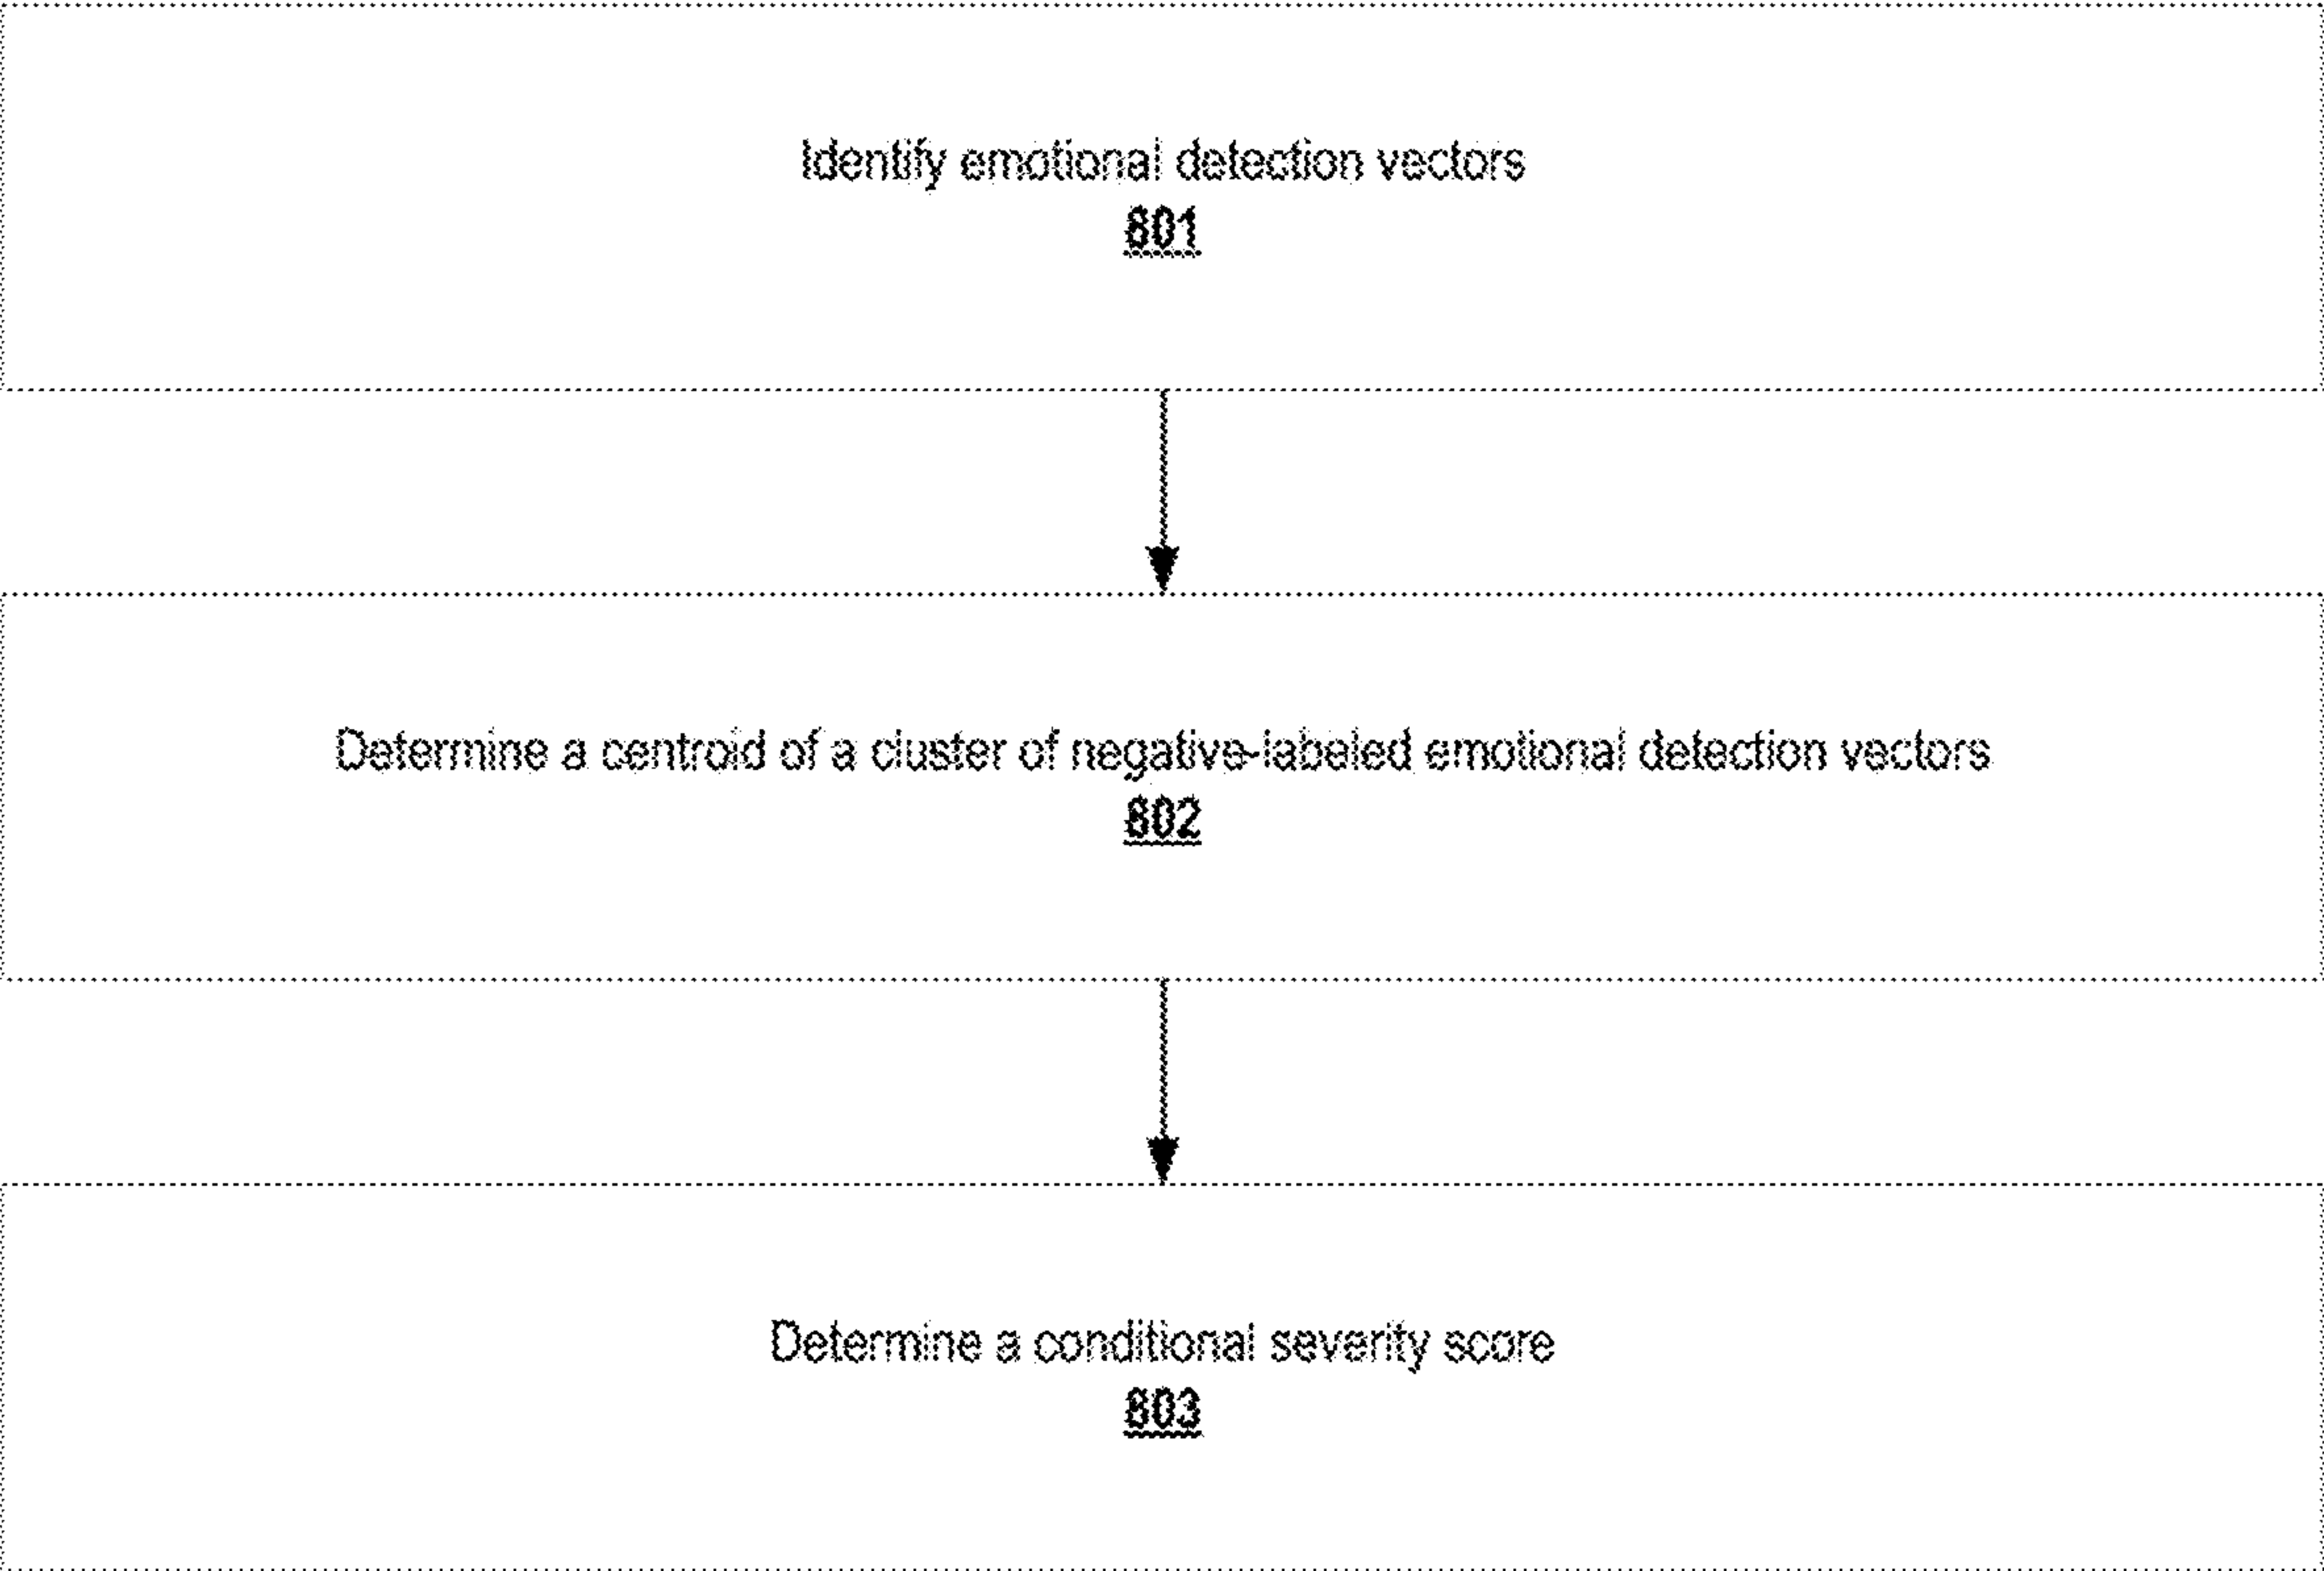 Identify emotional detection vectors
801
Determine a centroid of a cluster of negative-labeled emotional detection vectors
802
Determine a conditional severity score
803